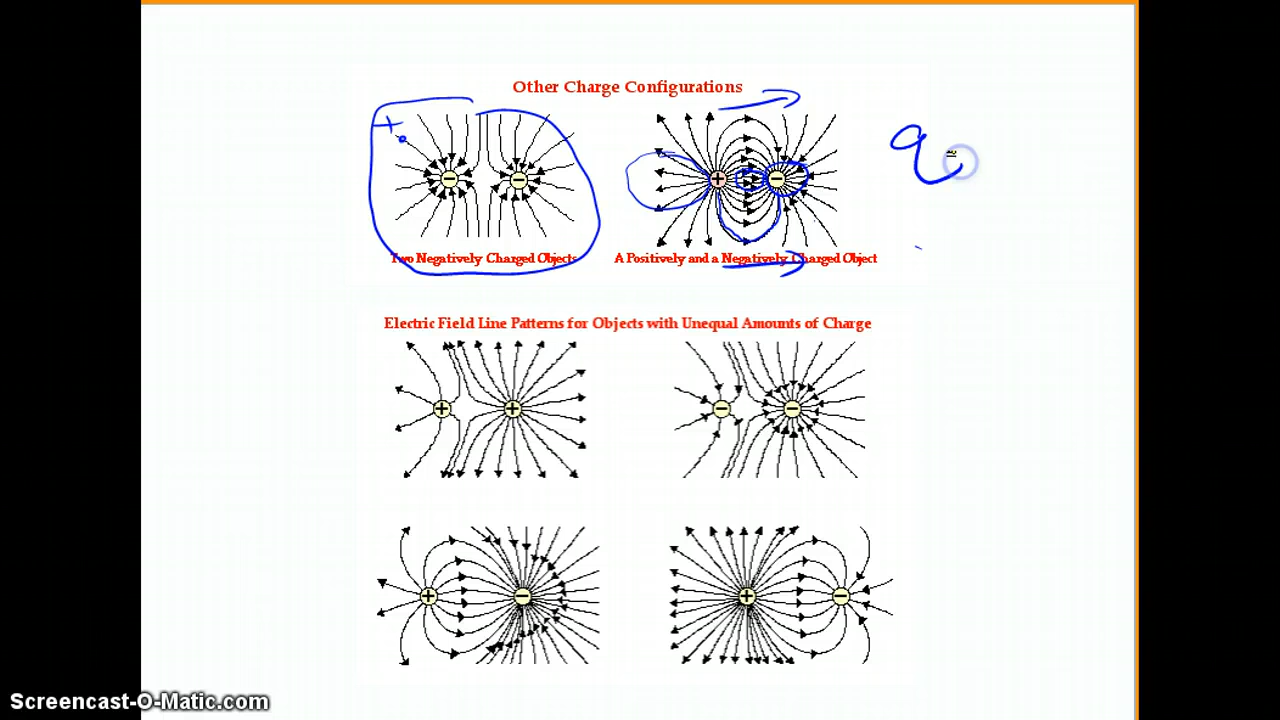 Other Charge Configurations
+
q
+ -
- -
Two Negatively Charged Objects
A Positively and a Negatively Charged Object
Electric Field Line Patterns for Objects with Unequal Amounts of Charge
+ +
- -
+ -
+ -
Screencast-O-Matic.com